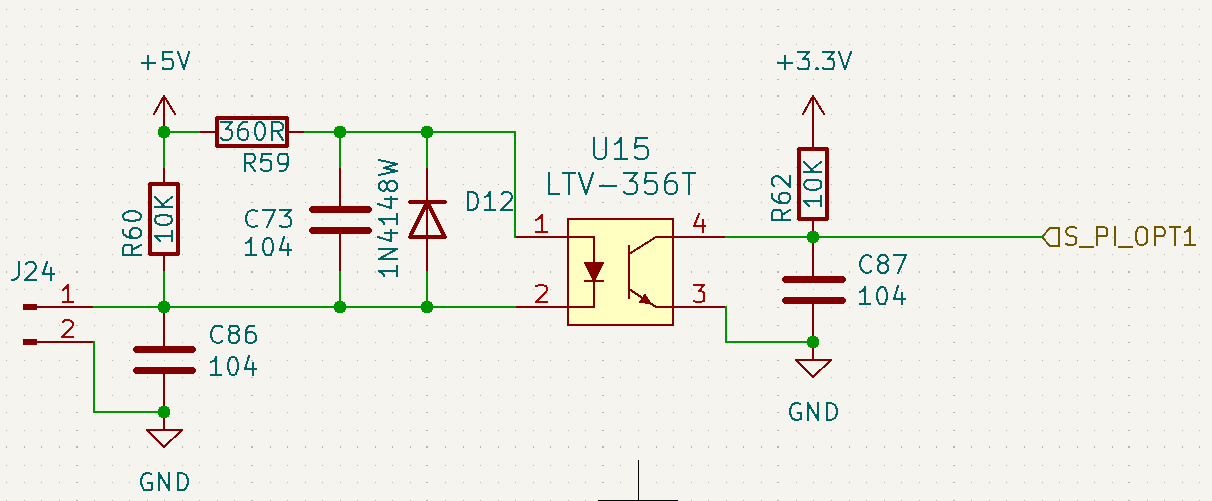 +5V
+3.3V
360R
R59
U15
LTV-356T
R60
10K
C73
104
1N4148W
D12
1
4
R62
10K
S_PI_OPT1
J24
1
2
2
3
C87
104
C86
104
GND
GND